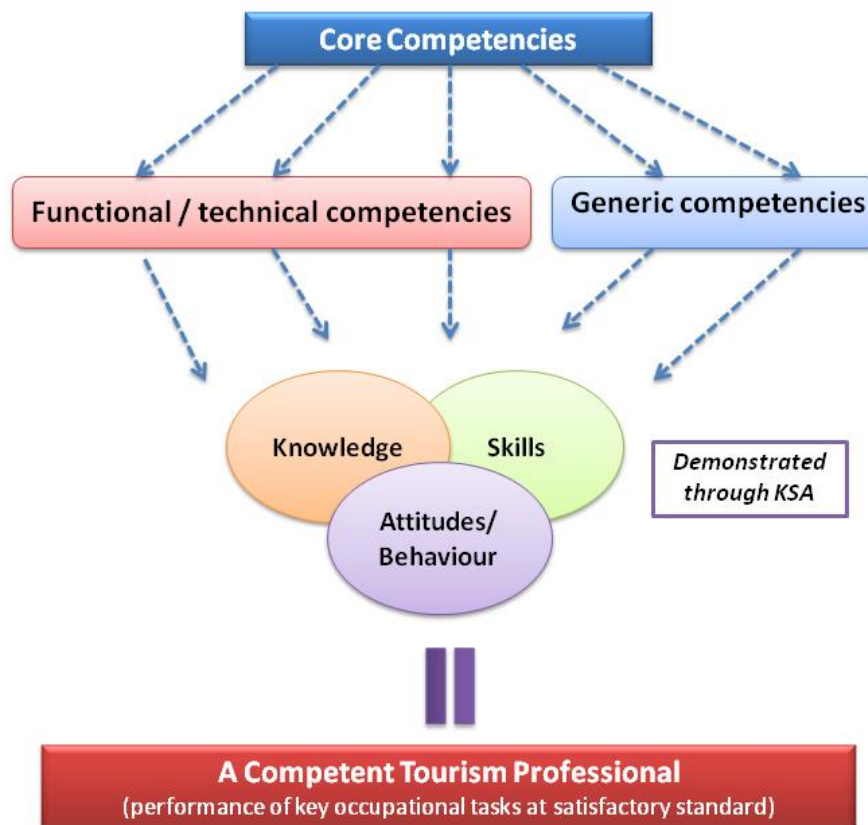 Core Competencies
Functional / technical competencies
Generic competencies
Knowledge
Skills
Attitudes/
Behaviour
Demonstrated
through KSA
A Competent Tourism Professional
(performance of key occupational tasks at satisfactory standard)